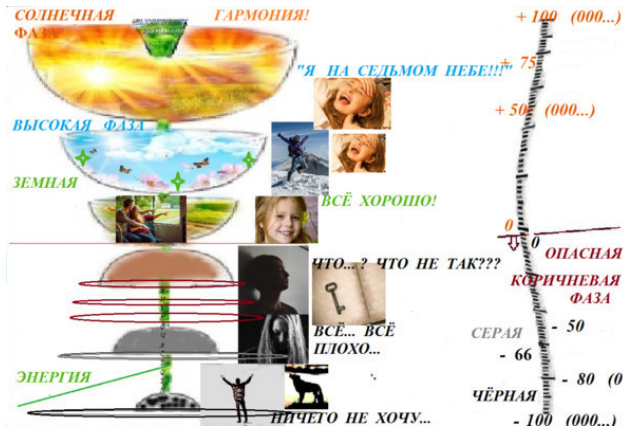 СОЛНЕЧНАЯ ФАЗА
ГАРМОНИЯ!
"Я НА СЕДЬМОМ НЕБЕ!!!"
ВЫСОКАЯ ФАЗА
ЗЕМНАЯ
ВСЁ ХОРОШО!
ЧТО...? ЧТО НЕ ТАК???
ВСЁ... ВСЁ
ПЛОХО...
ЭНЕРГИЯ
НИЧЕГО НЕ ХОЧУ...
+ 100 (000...)
+ 75
+ 50 (000...)
0
0
ОПАСНАЯ
КОРИЧНЕВАЯ
ФАЗА
- 50
СЕРАЯ
- 66
- 80 (0
ЧЁРНАЯ
- 100 (000...)